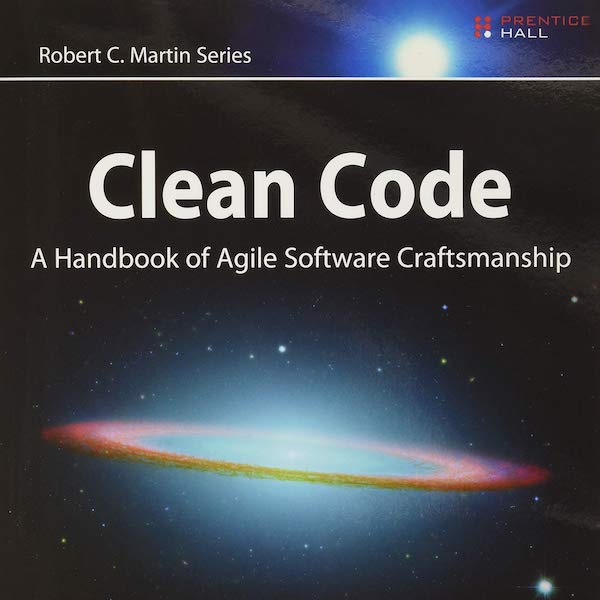 PRENTICE
HALL
Robert C. Martin Series
Clean Code
A Handbook of Agile Software Craftsmanship